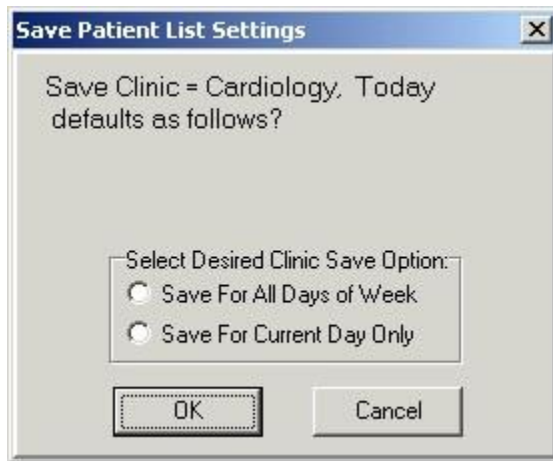 Save Patient List Settings
Save Clinic = Cardiology, Today
defaults as follows?
Select Desired Clinic Save Option:
Save For All Days of Week
Save For Current Day Only
OK
Cancel